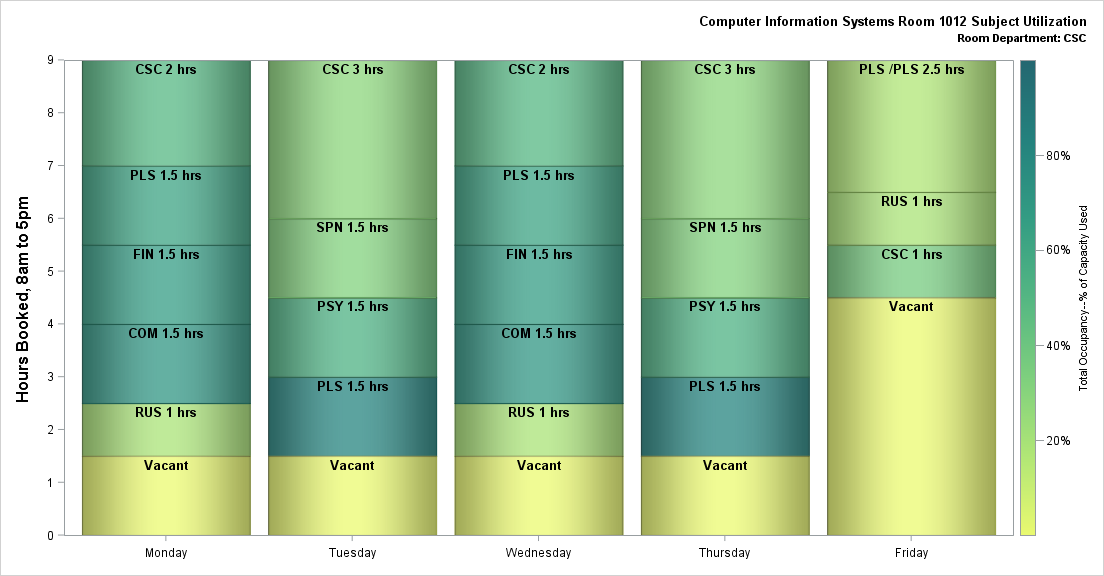 Computer Information Systems Room 1012 Subject Utilization
Room Department: CSC
Hours Booked, 8am to 5pm
9
8
7
6
5
4
3
2
1
0
CSC 2 hrs
PLS 1.5 hrs
FIN 1.5 hrs
COM 1.5 hrs
RUS 1 hrs
Vacant
Monday
CSC 3 hrs
SPN 1.5 hrs
PSY 1.5 hrs
PLS 1.5 hrs
Vacant
Tuesday
CSC 2 hrs
PLS 1.5 hrs
FIN 1.5 hrs
COM 1.5 hrs
RUS 1 hrs
Vacant
Wednesday
CSC 3 hrs
SPN 1.5 hrs
PSY 1.5 hrs
PLS 1.5 hrs
Vacant
Thursday
PLS /PLS 2.5 hrs
RUS 1 hrs
CSC 1 hrs
Vacant
Friday
80%
60%
40%
20%
Total Occupancy--% of Capacity Used